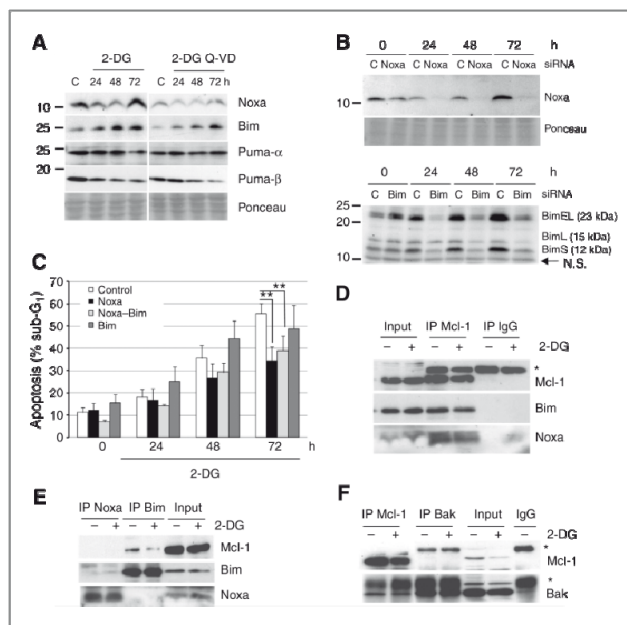 A
2-DG 2-DG Q-VD
C 24 48 72 C 24 48 72 h
10 Noxa
25 Bim
25 Puma-α
20
Puma-β
Ponceau
B
0 24 48 72 h
C Noxa C Noxa C Noxa C Noxa siRNA
10 Noxa
Ponceau
0 24 48 72 h
C Bim C Bim C Bim C Bim siRNA
25
20 BimEL (23 kDa)
15 BimL (15 kDa)
BimS (12 kDa)
10 N.S.
C
Apoptosis (% sub-G1)
70
60
50
40
30
20
10
0
Control
Noxa
Noxa–Bim
Bim
**
**
0 24 48 72 h
2-DG
D
Input IP Mcl-1 IP IgG
– + – + – + 2-DG
*
Mcl-1
Bim
Noxa
E
IP Noxa IP Bim Input
– + – + – + 2-DG
Mcl-1
Bim
Noxa
F
IP Mcl-1 IP Bak Input IgG
2-DG
– + – + – + –
*
Mcl-1
*
Bak